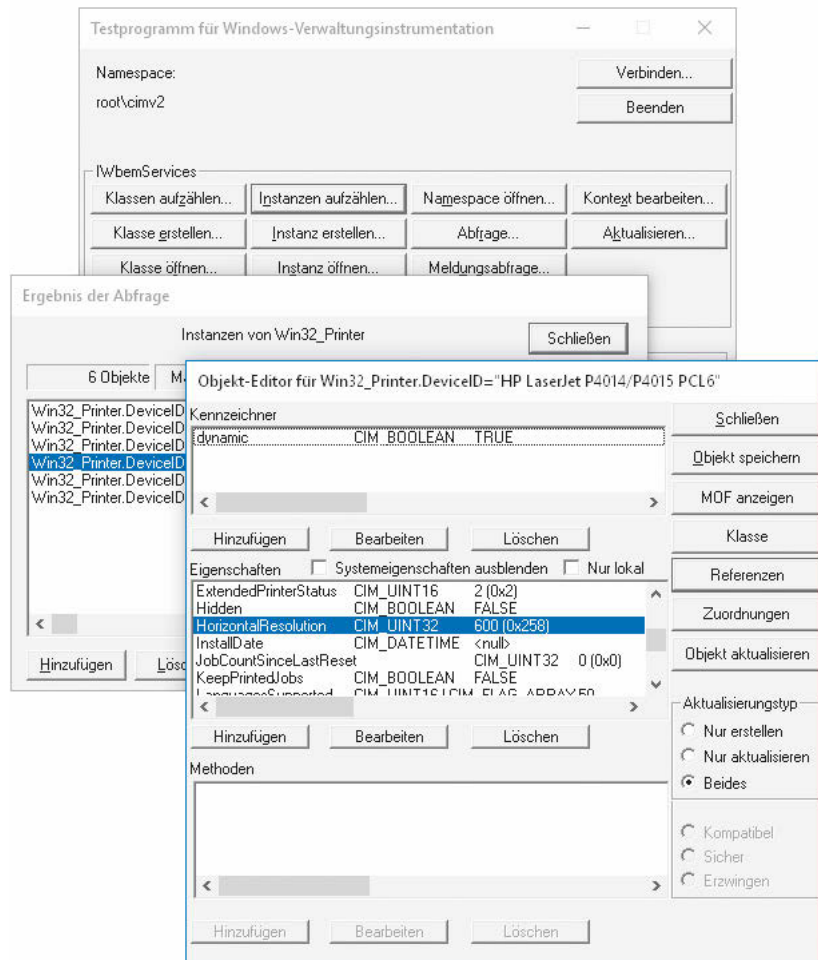 Testprogramm für Windows-Verwaltungsinstrumentation
Namespace:
root\cimv2
Verbinden...
Beenden
IWbemServices
Klassen aufzählen... Instanzen aufzählen... Namespace öffnen... Kontext bearbeiten...
Klasse erstellen... Instanz erstellen... Abfrage... Aktualisieren...
Klasse öffnen... Instanz öffnen... Meldungsabfrage...
Ergebnis der Abfrage
Instanzen von Win32_Printer
Schließen
6 Objekte
Win32_Printer.DeviceID
Win32_Printer.DeviceID
Win32_Printer.DeviceID
Win32_Printer.DeviceID
Win32_Printer.DeviceID
Win32_Printer.DeviceID
Hinzufügen
Objekt-Editor für Win32_Printer.DeviceID="HP LaserJet P4014/P4015 PCL6"
Kennzeichner
dynamic CIM_BOOLEAN TRUE
Hinzufügen Bearbeiten Löschen
Eigenschaften Systemeigenschaften ausblenden Nur lokal
ExtendedPrinterStatus CIM_UINT16 2 (0x2)
Hidden CIM_BOOLEAN FALSE
HorizontalResolution CIM_UINT32 600 (0x258)
InstallDate CIM_DATETIME <null>
JobCountSinceLastReset CIM_UINT32 0 (0x0)
KeepPrintedJobs CIM_BOOLEAN FALSE
LanguagesSupported CIM_UINT16 | CIM_FLAG_ARRAY 50
Hinzufügen Bearbeiten Löschen
Methoden
Hinzufügen Bearbeiten Löschen
Schließen
Objekt speichern
MOF anzeigen
Klasse
Referenzen
Zuordnungen
Objekt aktualisieren
Aktualisierungstyp
Nur erstellen
Nur aktualisieren
Beides
Kompatibel
Sicher
Erzwingen